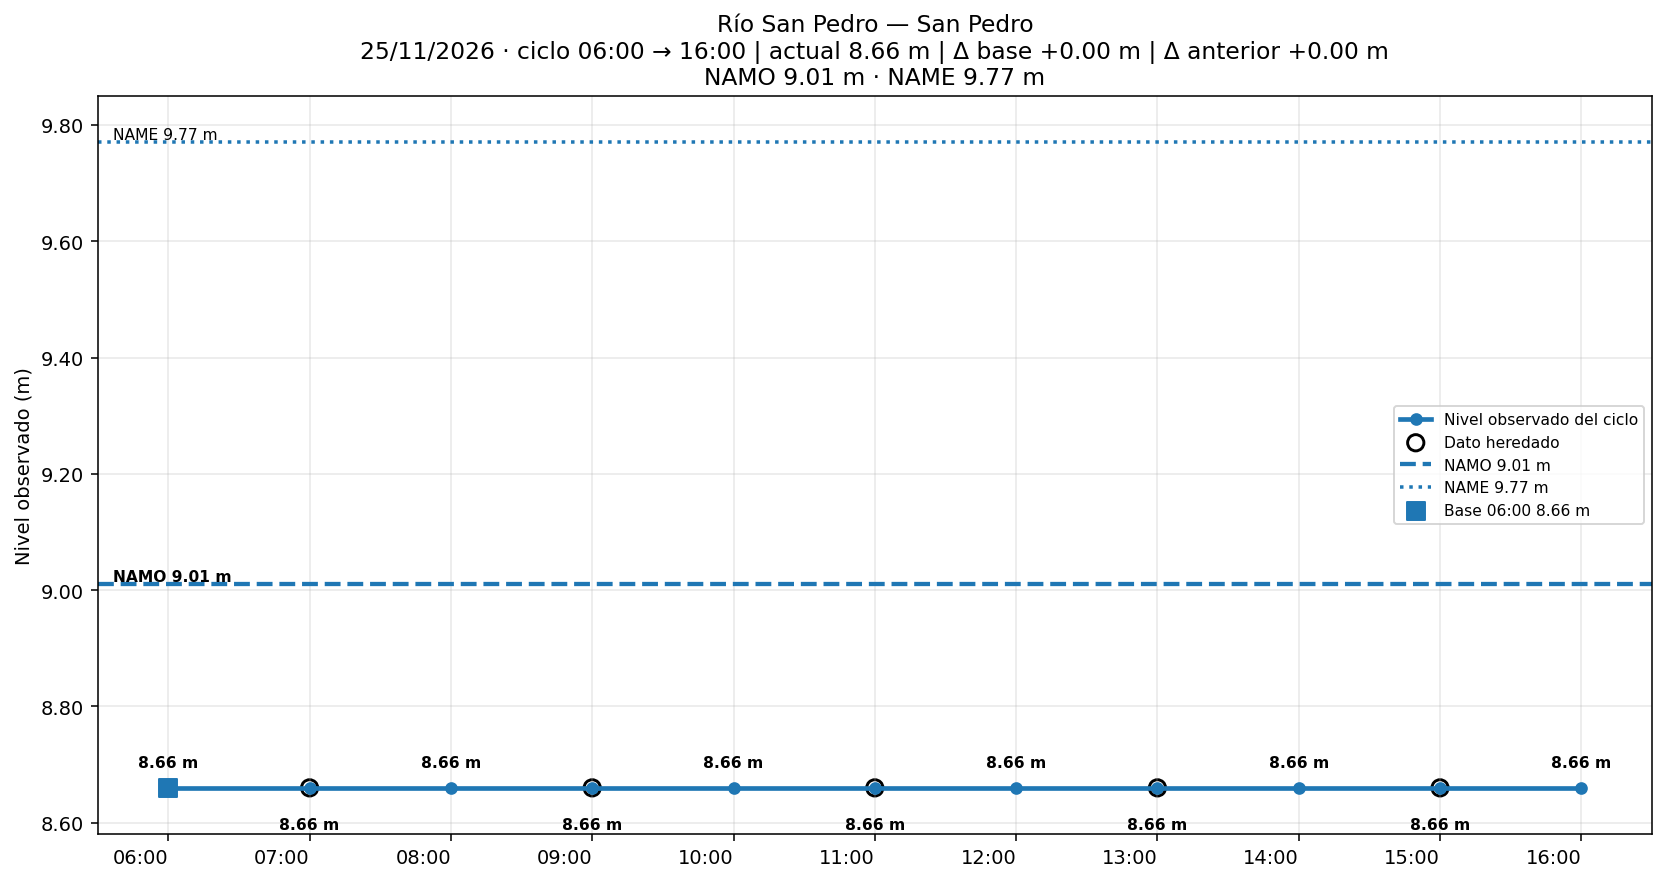 Río San Pedro — San Pedro
25/11/2026 · ciclo 06:00 → 16:00 | actual 8.66 m | Δ base +0.00 m | Δ anterior +0.00 m
NAMO 9.01 m · NAME 9.77 m
Nivel observado (m)
9.80
9.60
9.40
9.20
9.00
8.80
8.60
NAME 9.77 m
NAMO 9.01 m
Nivel observado del ciclo
Dato heredado
NAMO 9.01 m
NAME 9.77 m
Base 06:00 8.66 m
8.66 m
8.66 m
8.66 m
8.66 m
8.66 m
8.66 m
8.66 m
8.66 m
8.66 m
8.66 m
8.66 m
06:00
07:00
08:00
09:00
10:00
11:00
12:00
13:00
14:00
15:00
16:00